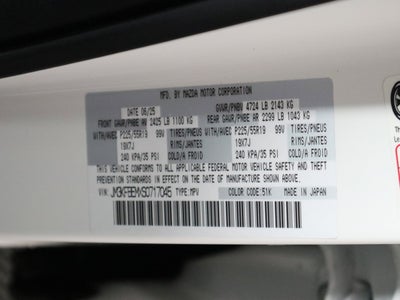 MFD. BY MAZDA MOTOR CORPORATION
DATE 06/25 GVWR/PNBV 4724 LB 2143 KG
FRONT GAWR/PNBE AV 2425 LB 1100 KG REAR GAWR/PNBE AR 2299 LB 1043 KG
WITH/AVEC P225/55R19 99V TIRES/PNEUS WITH/AVEC P225/55R19 99V TIRES/PNEUS
19X7J RIMS/JANTES 19X7J RIMS/JANTES
240 KPA/35 PSI COLD/A FROID 240 KPA/35 PSI COLD/A FROID
THIS VEHICLE CONFORMS TO ALL APPLICABLE FEDERAL MOTOR VEHICLE SAFETY AND THEFT
PREVENTION STANDARDS IN EFFECT ON THE DATE OF MANUFACTURE SHOWN ABOVE.
VIN: TYPE:MPV COLOR CODE:51K MADE IN JAPAN